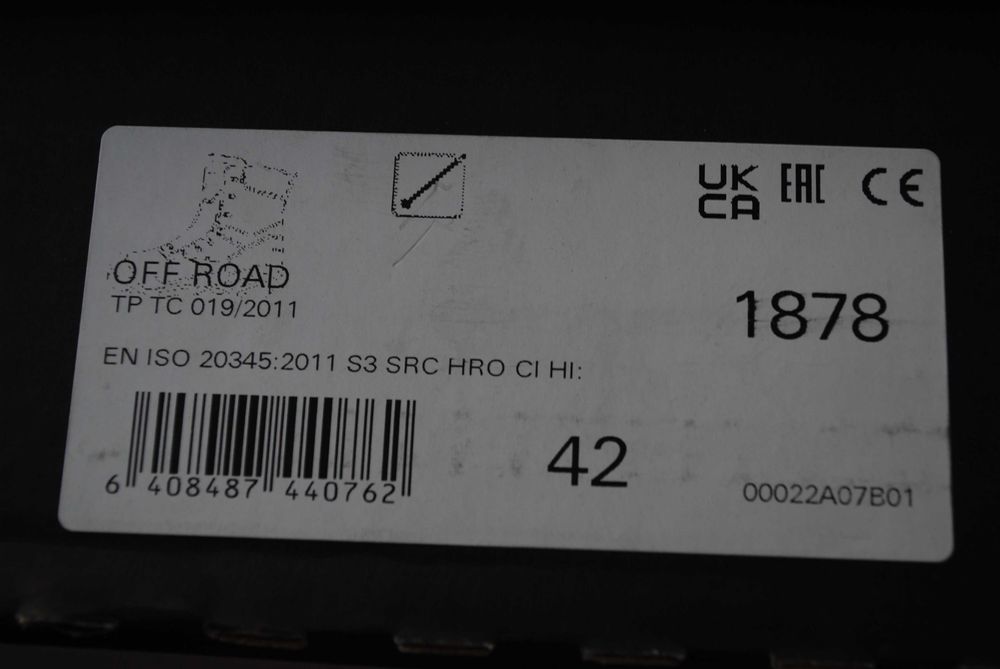 UK
CA
EAC
CE
OFF ROAD
TP TC 019/2011
1878
EN ISO 20345:2011 S3 SRC HRO CI HI:
6 408487 440762
42
00022A07B01